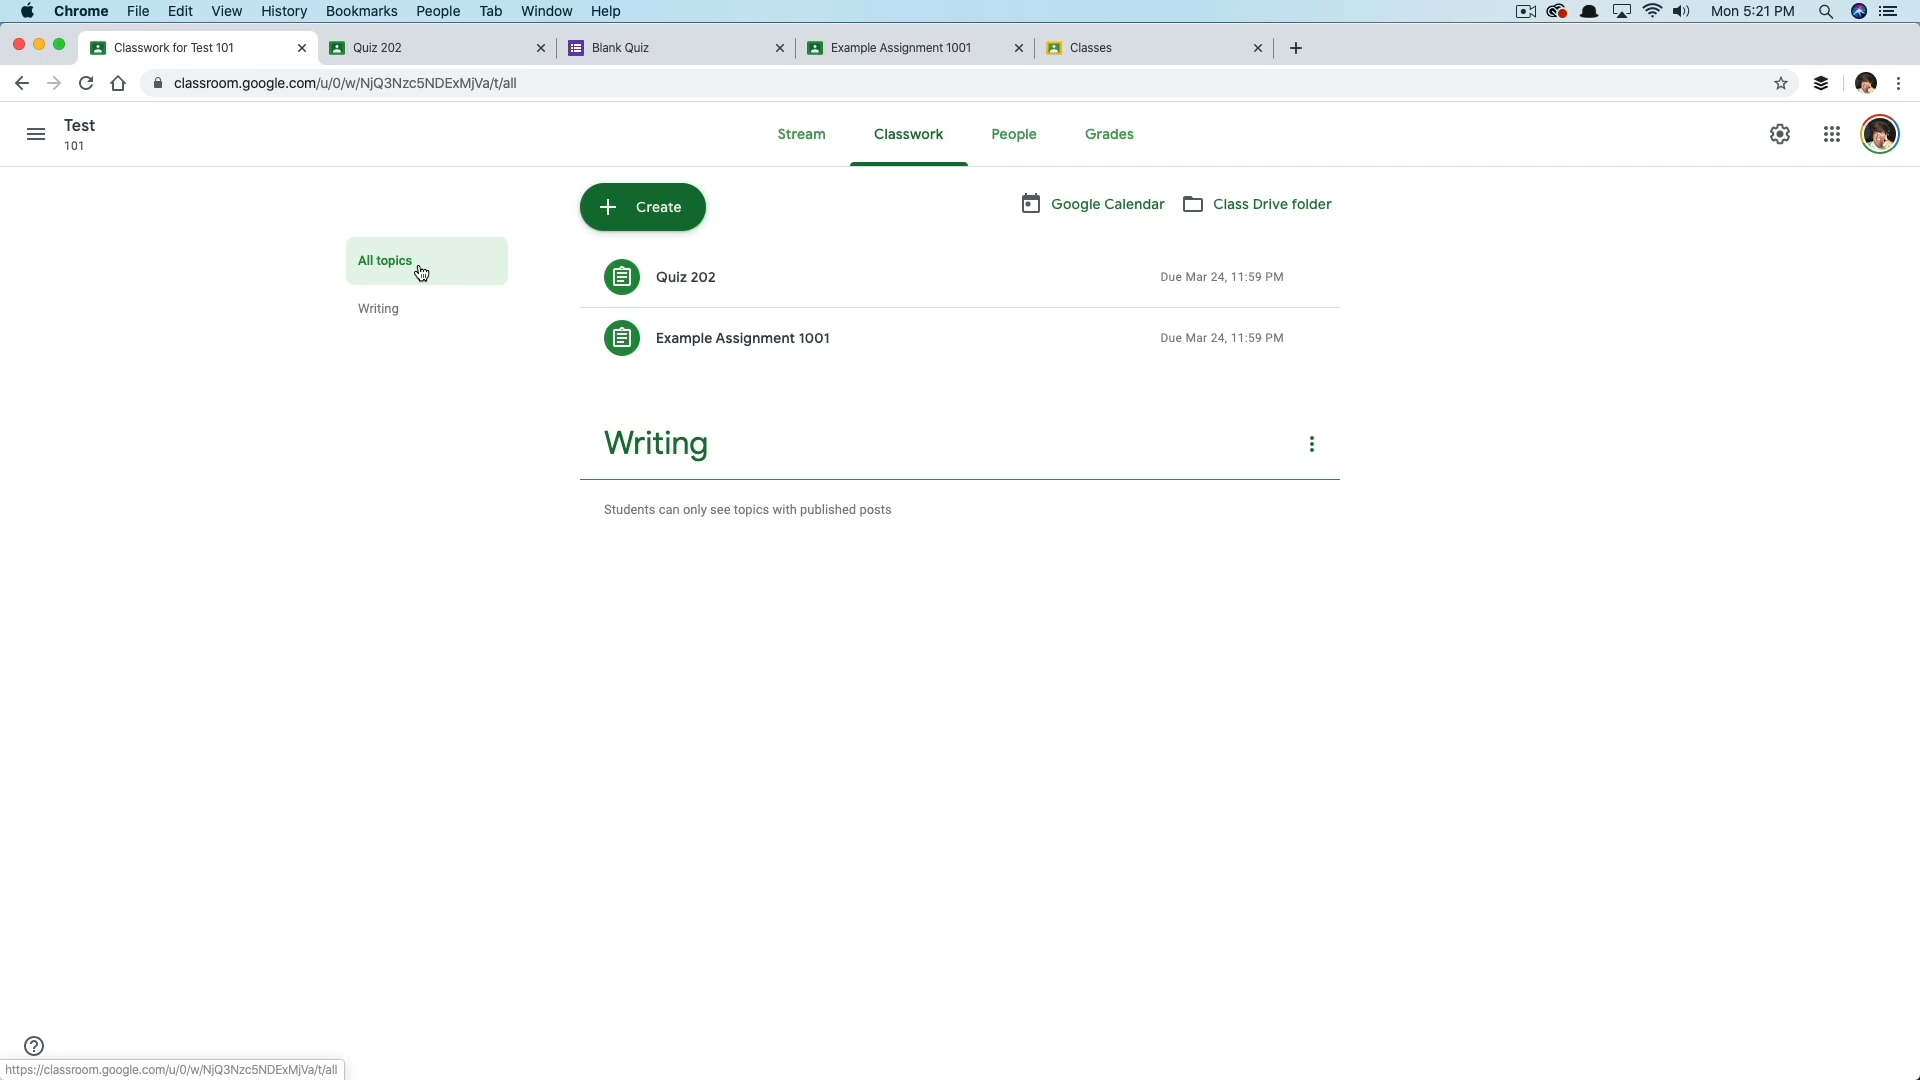 Chrome File Edit View History Bookmarks People Tab Window Help Mon 5:21 PM
Classwork for Test 101 Quiz 202 Blank Quiz Example Assignment 1001 Classes
classroom.google.com/u/0/w/NjQ3Nzc5NDExMjVa/t/all
Test
101
Stream Classwork People Grades
Create
Google Calendar Class Drive folder
All topics
Writing
Quiz 202 Due Mar 24, 11:59 PM
Example Assignment 1001 Due Mar 24, 11:59 PM
Writing
Students can only see topics with published posts
https://classroom.google.com/u/0/w/NjQ3Nzc5NDExMjVa/t/all